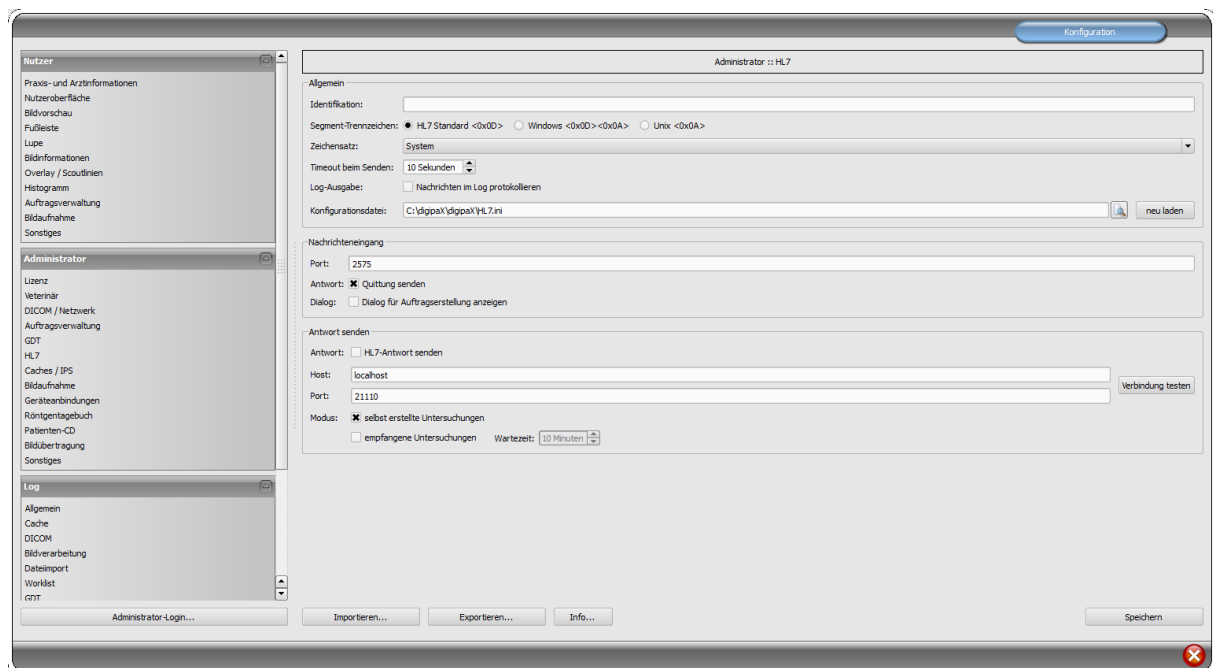 Konfiguration
Nutzer
Praxis- und Arztinformationen
Nutzeroberfläche
Bildvorschau
Fußleiste
Lupe
Bildinformationen
Overlay / Scoutlinien
Histogramm
Auftragsverwaltung
Bildaufnahme
Sonstiges
Administrator
Lizenz
Veterinär
DICOM / Netzwerk
Auftragsverwaltung
GDT
HL7
Caches / IPS
Bildaufnahme
Geräteanbindungen
Röntgentagebuch
Patienten-CD
Bildübertragung
Sonstiges
Log
Allgemein
Cache
DICOM
Bildverarbeitung
Dateiimport
Worklist
GDT
Administrator-Login...
Administrator :: HL7
Allgemein
Identifikation:
Segment-Trennzeichen: HL7 Standard <0x0D> Windows <0x0D><0x0A> Unix <0x0A>
Zeichensatz: System
Timeout beim Senden: 10 Sekunden
Log-Ausgabe: Nachrichten im Log protokollieren
Konfigurationsdatei: C:\digipaX\digipaX\HL7.ini neu laden
Nachrichteneingang
Port: 2575
Antwort: Quittung senden
Dialog: Dialog für Auftragserstellung anzeigen
Antwort senden
Antwort: HL7-Antwort senden
Host: localhost
Port: 21110
Verbindung testen
Modus: selbst erstellte Untersuchungen
empfangene Untersuchungen Wartezeit: 10 Minuten
Importieren... Exportieren... Info... Speichern